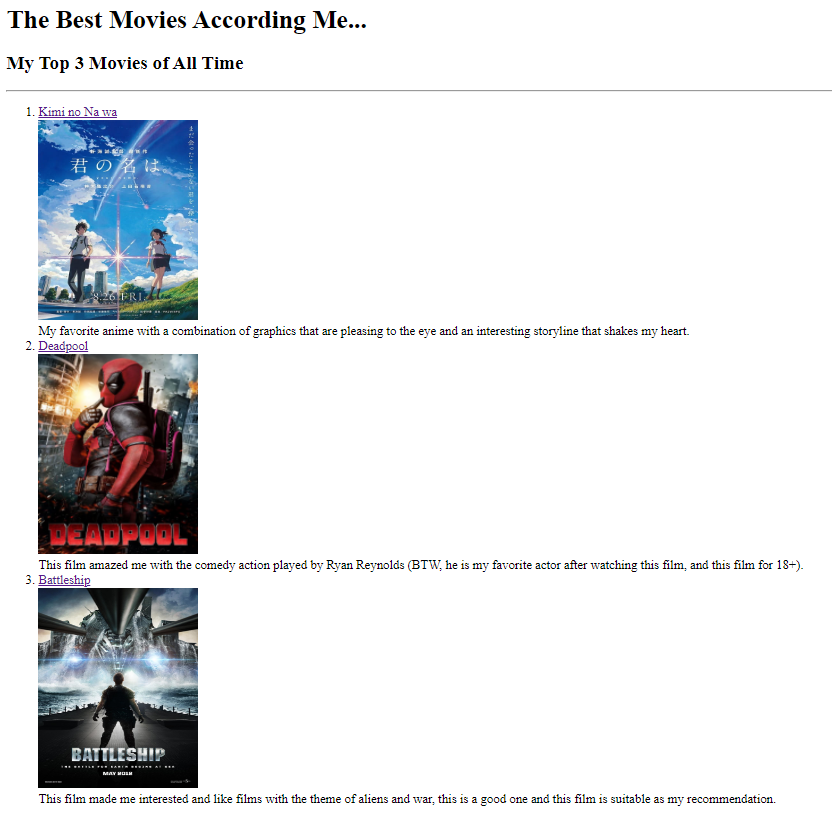 The Best Movies According Me...
My Top 3 Movies of All Time
1. Kimi no Na wa
君の名は。
8.26 FRI.
My favorite anime with a combination of graphics that are pleasing to the eye and an interesting storyline that shakes my heart.
2. Deadpool
DEADPOOL
This film amazed me with the comedy action played by Ryan Reynolds (BTW, he is my favorite actor after watching this film, and this film for 18+).
3. Battleship
BATTLESHIP
THE BATTLE FOR EARTH BEGINS AT SEA
MAY 2012
This film made me interested and like films with the theme of aliens and war, this is a good one and this film is suitable as my recommendation.